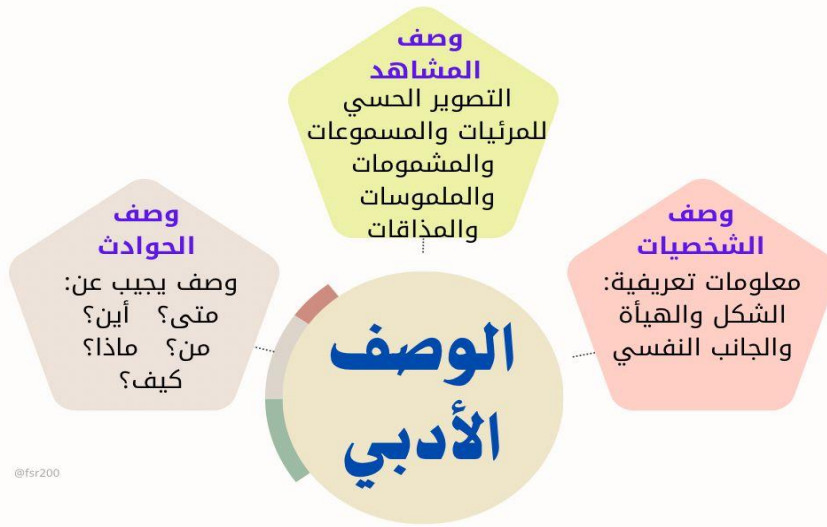 وصف
المشاهد
التصوير الحسي
للمرئيات والمسموعات
والمشمومات
والملموسات
والمذاقات
وصف
الشخصيات
معلومات تعريفية:
الشكل والهيأة
والجانب النفسي
وصف
الحوادث
وصف يجيب عن:
متى؟ أين؟
من؟ ماذا؟
كيف؟
الوصف
الأدبي
@fsr200